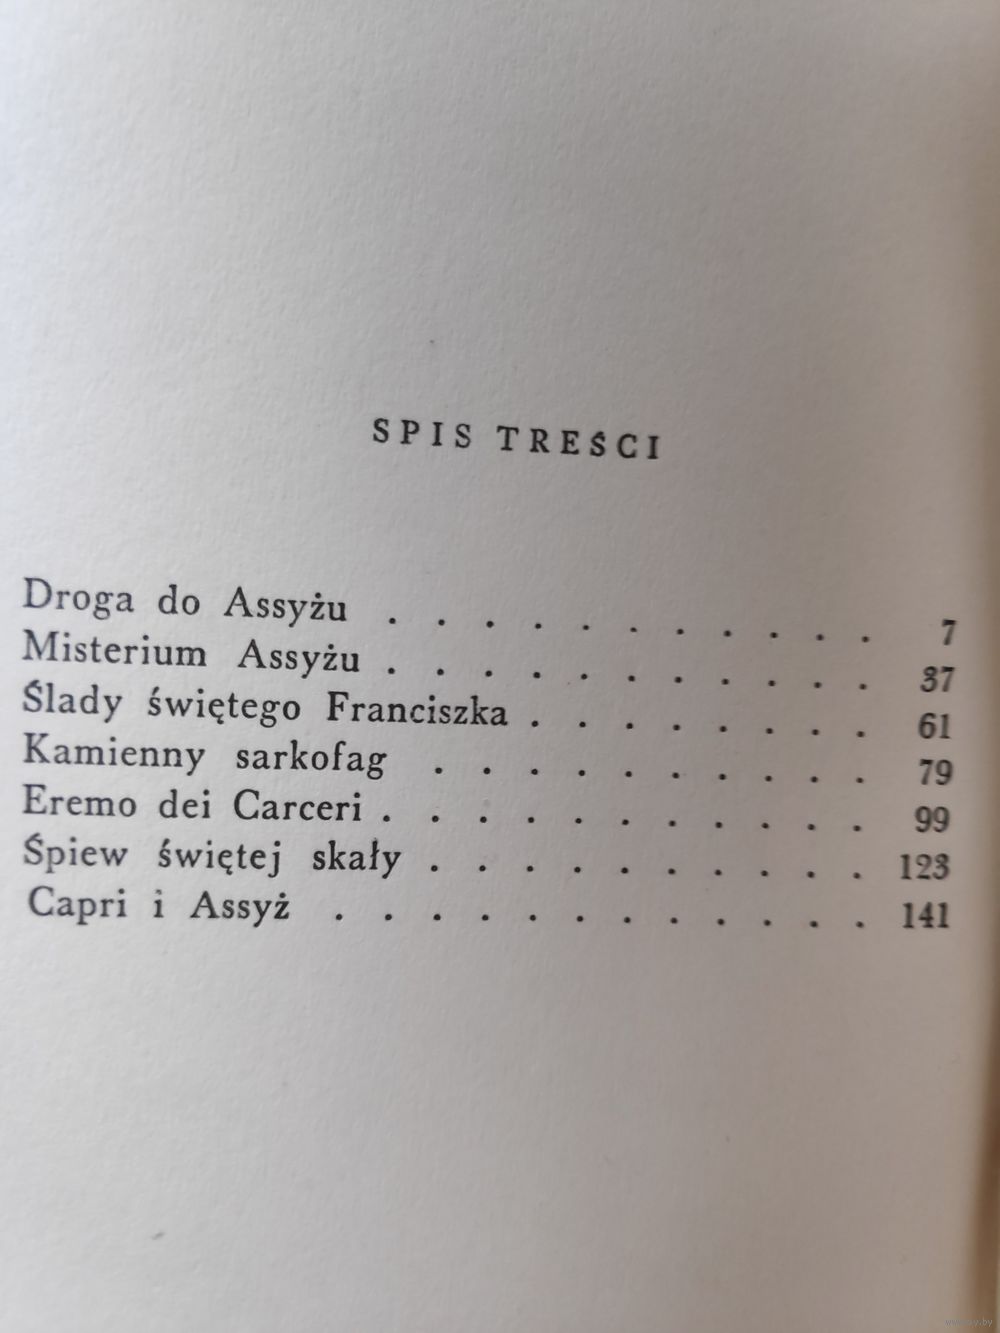 SPIS TREŚCI
Droga do Assyżu . . . . . . . . . . . 7
Misterium Assyżu . . . . . . . . . . . 37
Ślady świętego Franciszka . . . . . . . . 61
Kamienny sarkofag . . . . . . . . . . 79
Eremo dei Carceri . . . . . . . . . . . 99
Śpiew świętej skały . . . . . . . . . . 123
Capri i Assyż . . . . . . . . . . . . 141